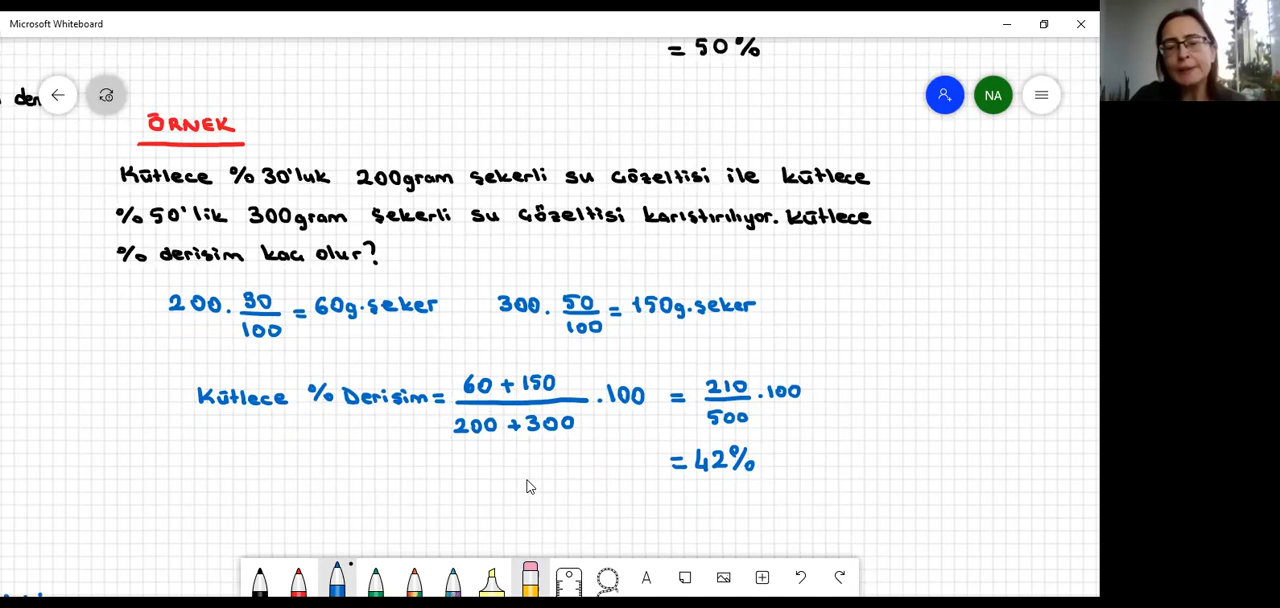 Microsoft Whiteboard
= 50%
den
NA
ÖRNEK
Kütlece % 30'luk 200gram şekerli su çözeltisi ile kütlece
% 50'lik 300gram şekerli su çözeltisi karıştırılıyor. Kütlece
% derişim kaç olur?
200 . 30/100 = 60g.şeker 300 . 50/100 = 150g.şeker
Kütlece % Derişim = 60 + 150 / 200 + 300 . 100 = 210/500 . 100
= 42%
A